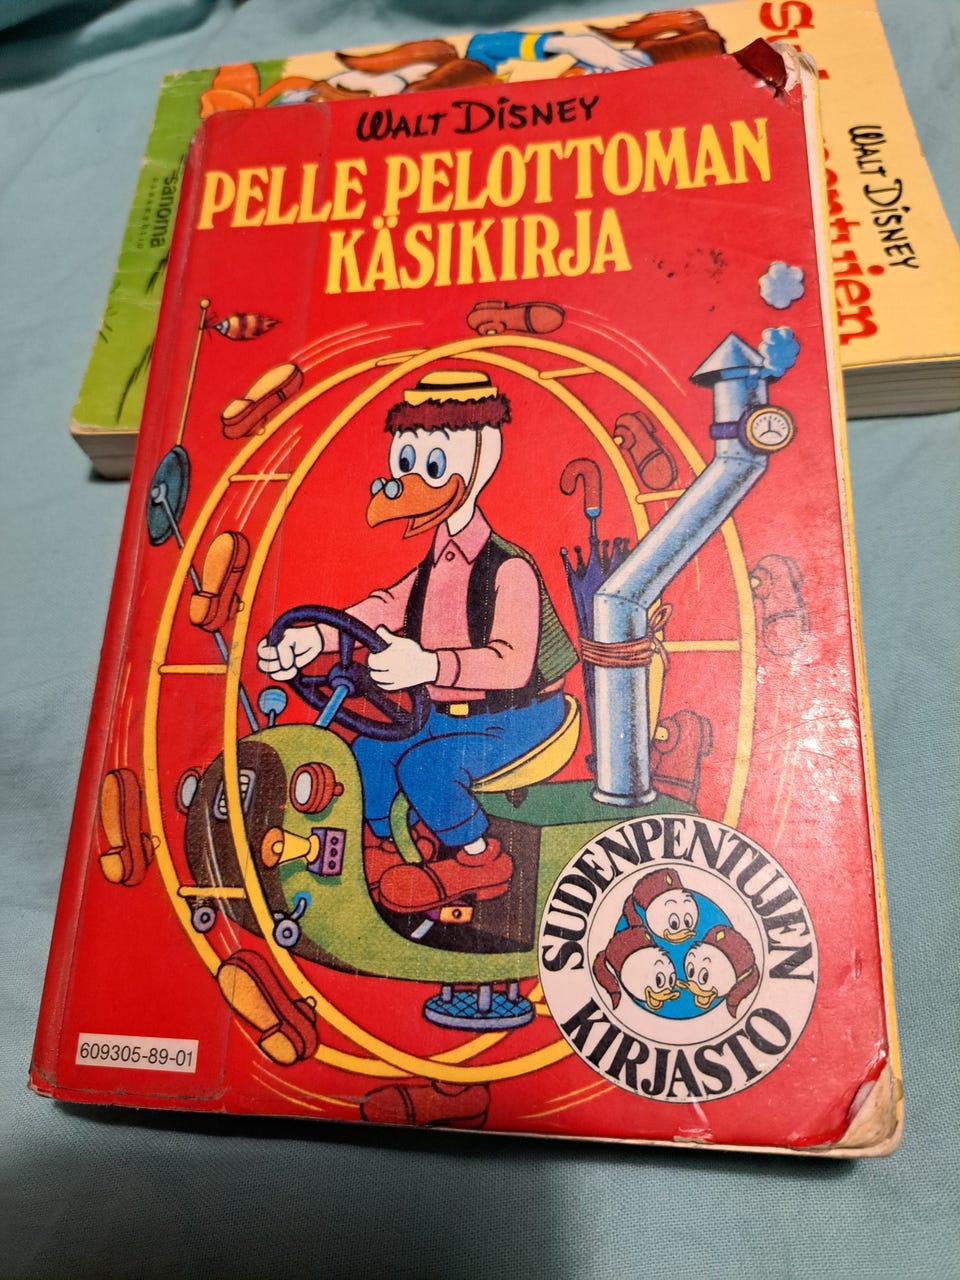 WALT DISNEY
PELLE PELOTTOMAN
KÄSIKIRJA
SUDENPENTUJEN
KIRJASTO
609305-89-01
sanoma
WALT DISNEY